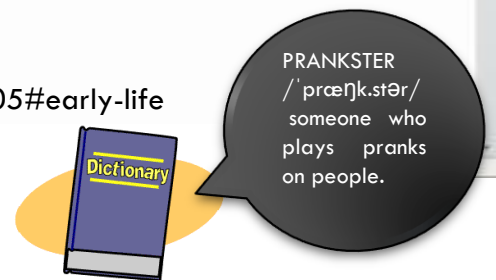 PRANKSTER
/ˈpræŋk.stər/
someone who
plays pranks
on people.
05#early-life
Dictionary